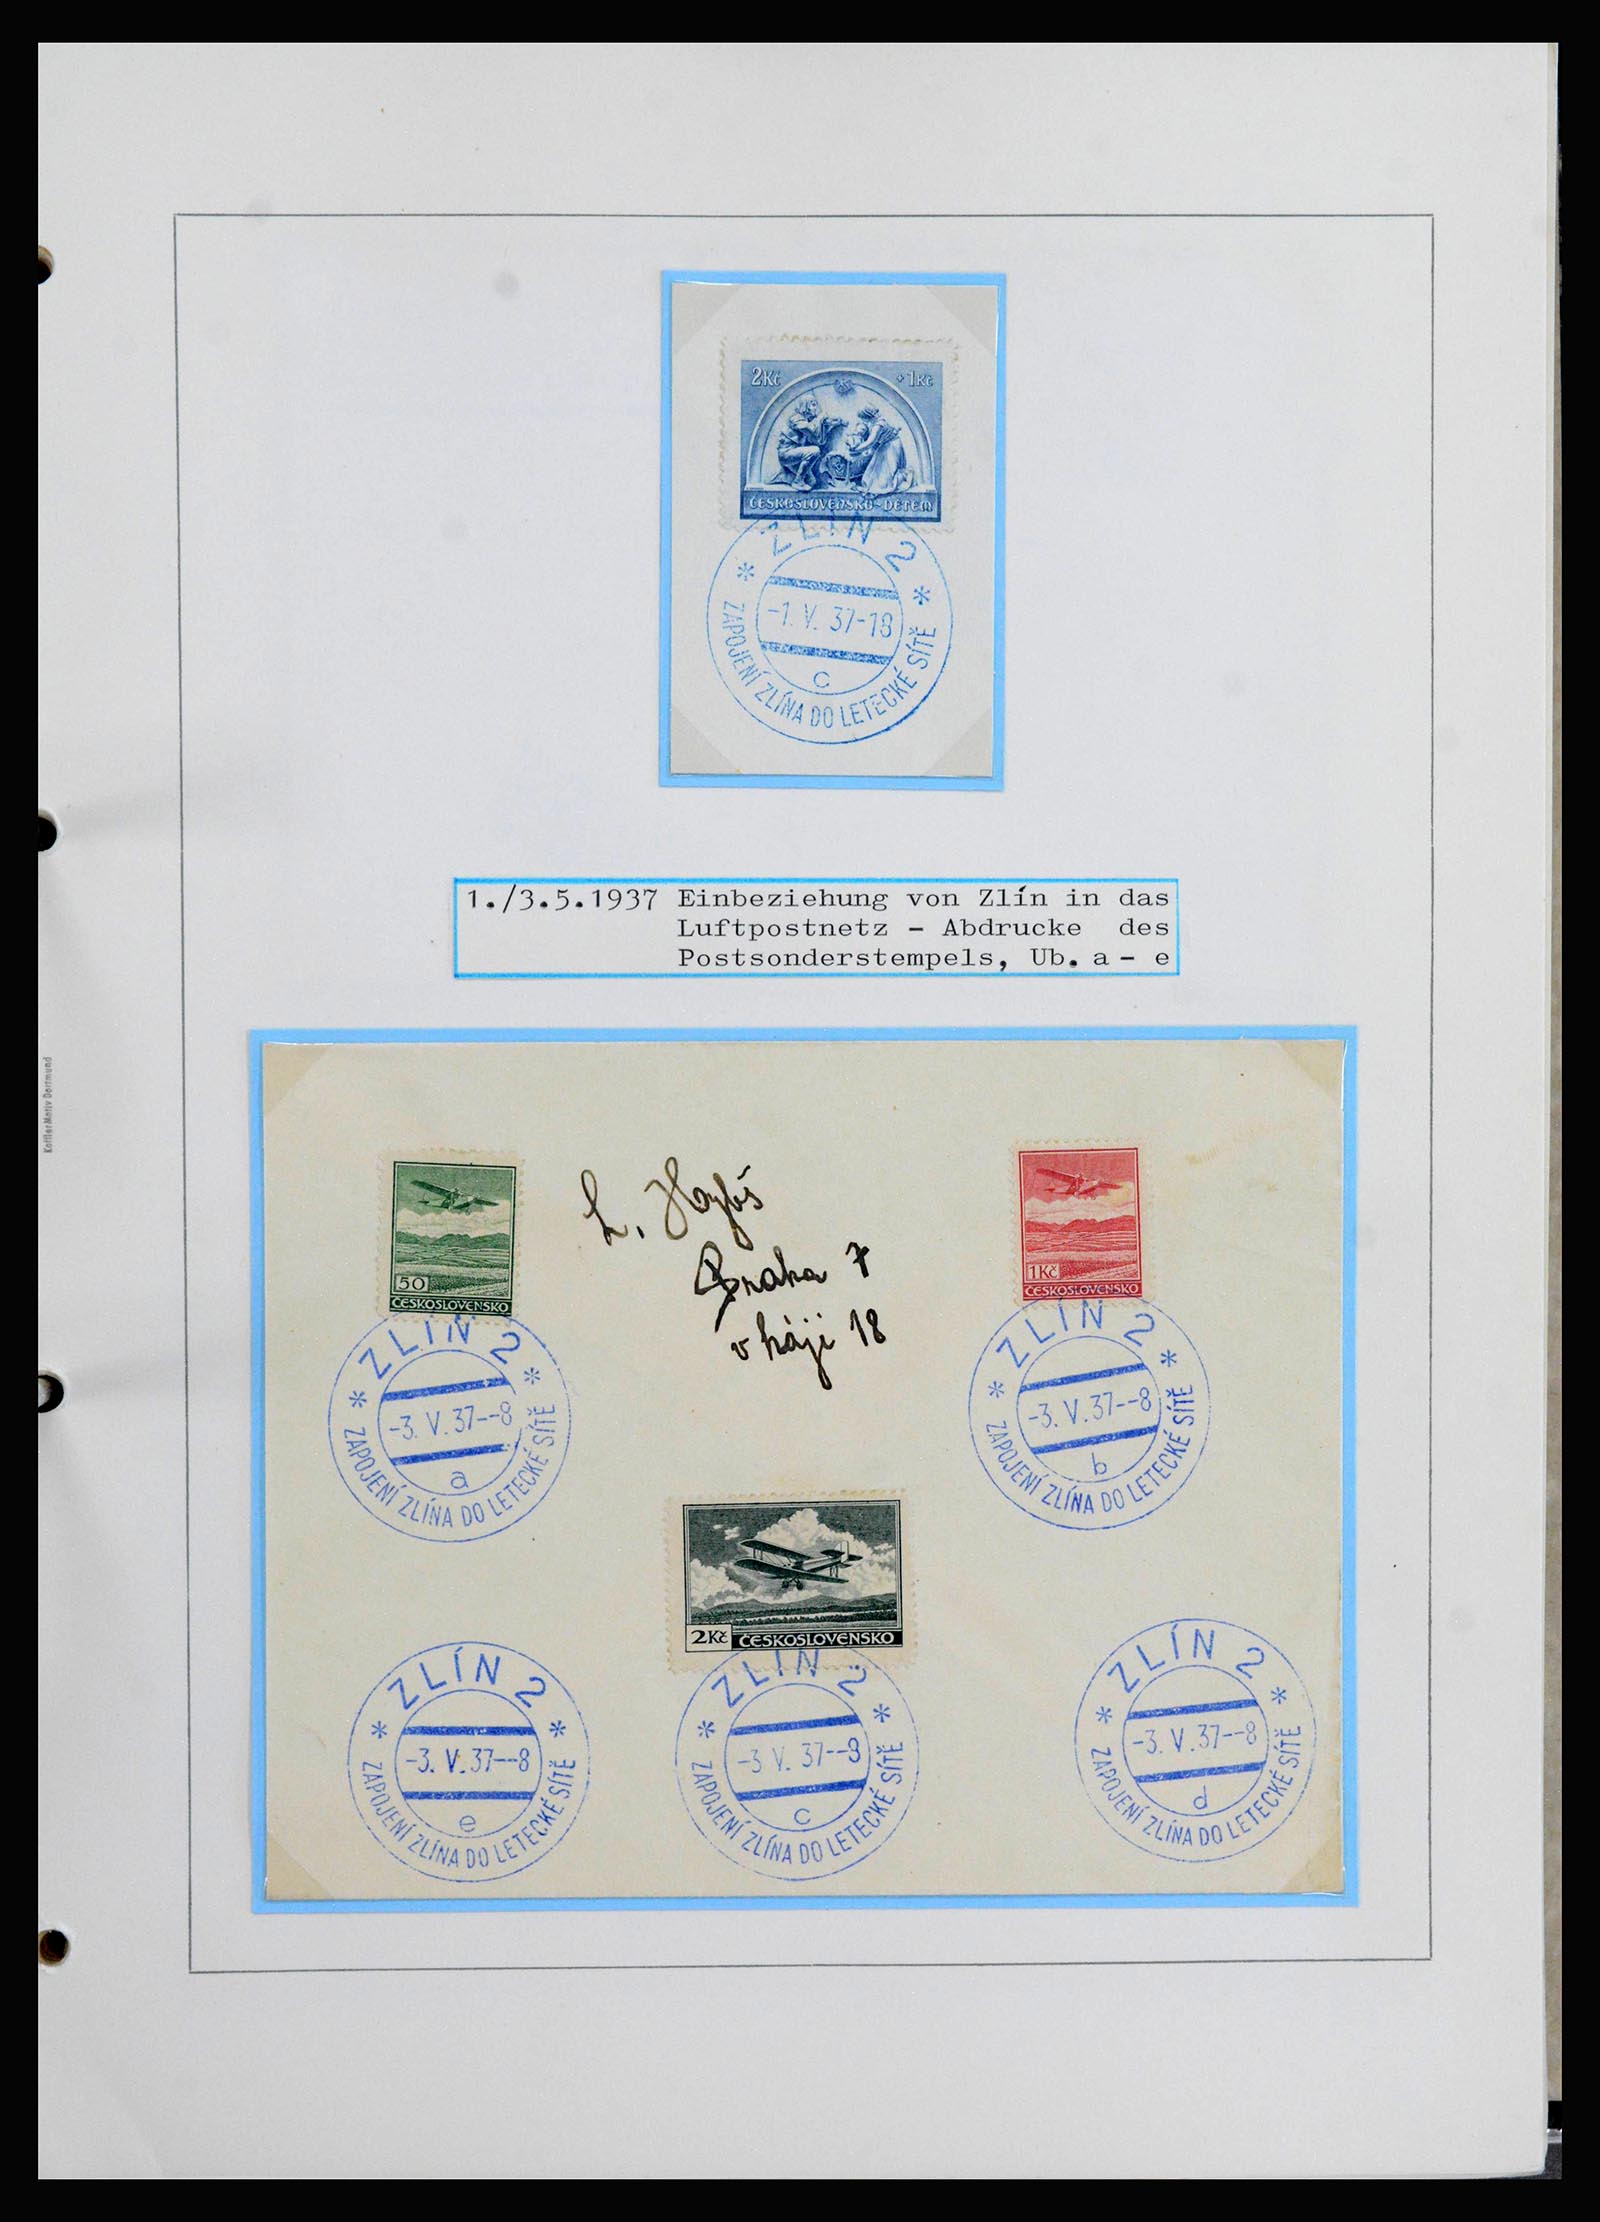 2Kč +1Kč
ČESKOSLOVENSKO-DĚTEM
ZLÍN 2
-1. V. 37-18
c
* ZAPOJENÍ ZLÍNA DO LETECKÉ SÍTĚ *
1./3.5.1937 Einbeziehung von Zlín in das
Luftpostnetz - Abdrucke des
Postsonderstempels, Ub. a - e
KoftlerMativ Dortmund
50
ČESKOSLOVENSKO
L.
Praha 7
v háji 18
1Kč
ČESKOSLOVENSKO
ZLÍN 2
-3. V. 37--8
a
* ZAPOJENÍ ZLÍNA DO LETECKÉ SÍTĚ *
ZLÍN 2
-3. V. 37--8
b
* ZAPOJENÍ ZLÍNA DO LETECKÉ SÍTĚ *
2Kč ČESKOSLOVENSKO
ZLÍN 2
-3. V. 37--8
e
* ZAPOJENÍ ZLÍNA DO LETECKÉ SÍTĚ *
ZLÍN 2
-3 V. 37--8
c
* ZAPOJENÍ ZLÍNA DO LETECKÉ SÍTĚ *
ZLÍN 2
-3. V. 37--8
d
* ZAPOJENÍ ZLÍNA DO LETECKÉ SÍTĚ *